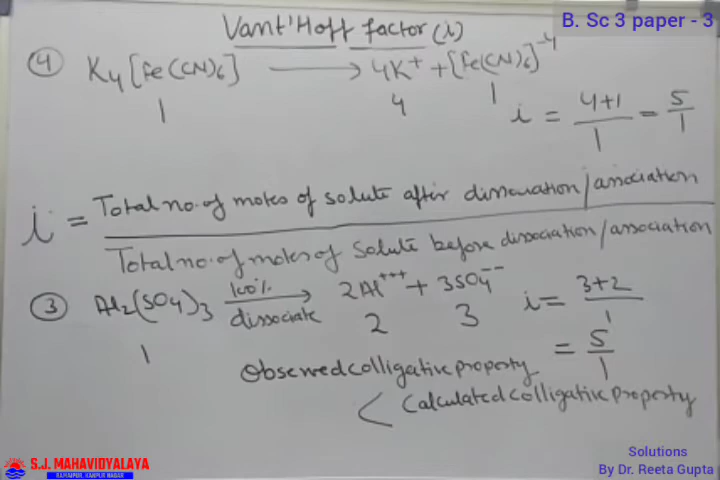 Vant'Hoff factor (i)
B. Sc 3 paper - 3
④ K4[Fe(CN)6] ⟶ 4K+ + [Fe(CN)6]-4
1 4 1
i = 4+1/1 = 5/1
i = Total no. of moles of solute after dissociation/association
Total no. of moles of solute before dissociation/association
③ Al2(SO4)3 100% dissociate ⟶ 2Al+++ + 3SO4-- i = 3+2/1
1 2 3
= 5/1
Observed colligative property
< Calculated colligative property
S.J. MAHAVIDYALAYA
RAMAIPUR, KANPUR NAGAR
Solutions
By Dr. Reeta Gupta